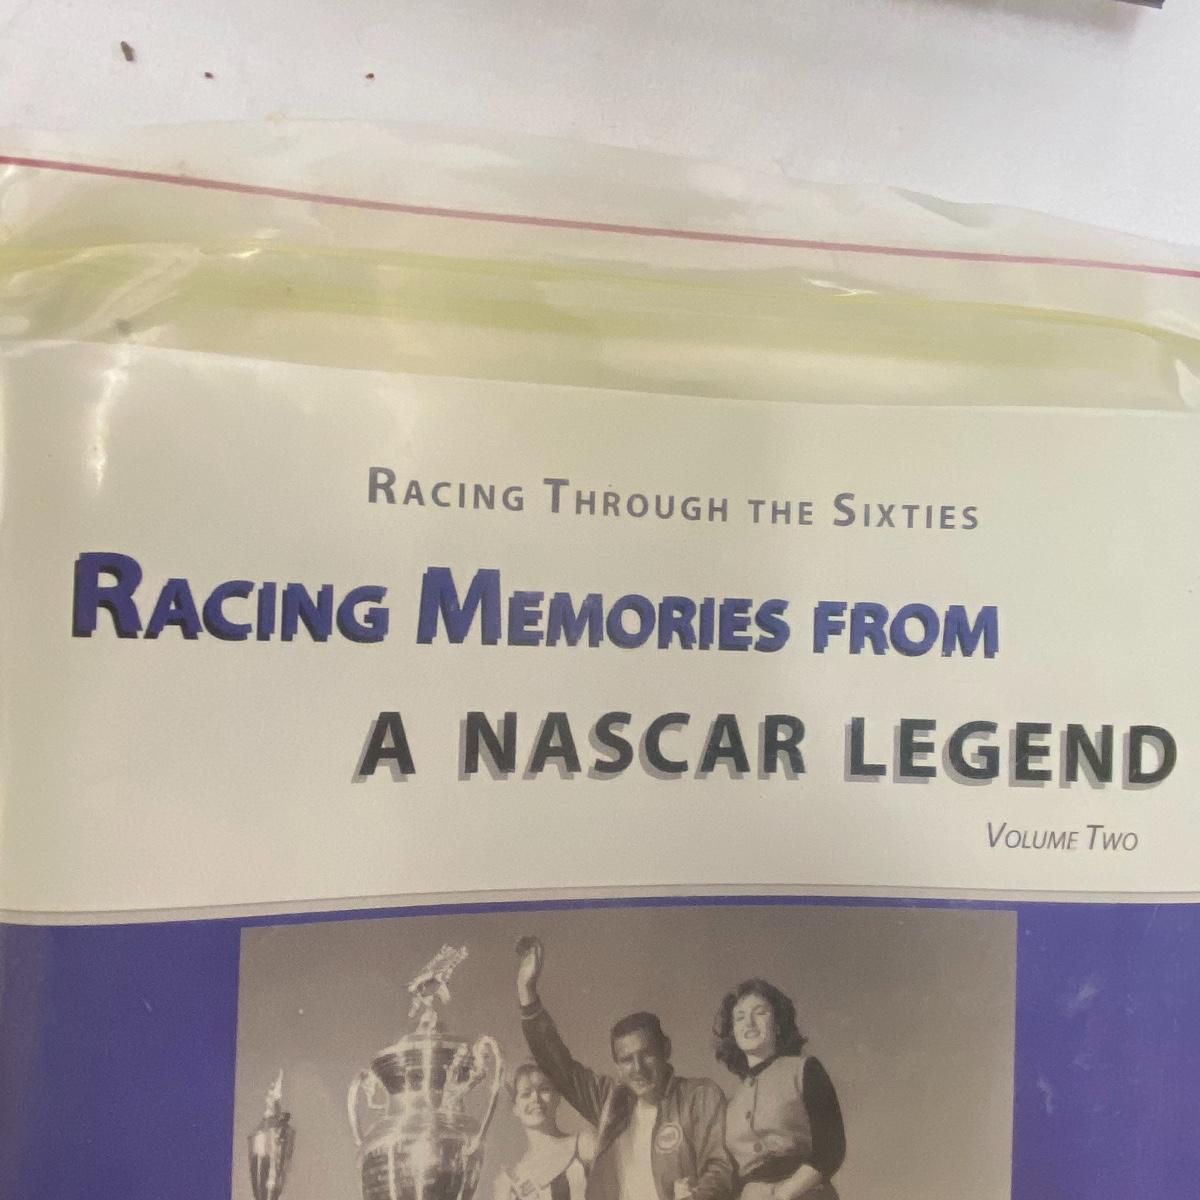 Racing Through the Sixties
Racing Memories from
A NASCAR LEGEND
Volume Two